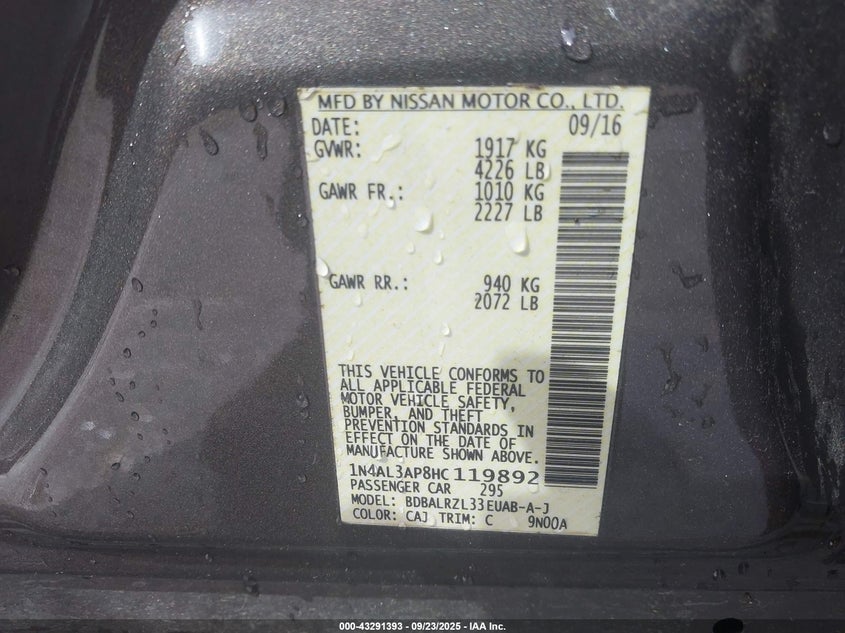 MFD BY NISSAN MOTOR CO., LTD.
DATE: 09/16
GVWR: 1917 KG
4226 LB
GAWR FR.: 1010 KG
2227 LB
GAWR RR.: 940 KG
2072 LB
THIS VEHICLE CONFORMS TO
ALL APPLICABLE FEDERAL
MOTOR VEHICLE SAFETY,
BUMPER, AND THEFT
PREVENTION STANDARDS IN
EFFECT ON THE DATE OF
MANUFACTURE SHOWN ABOVE.
1N4AL3AP8HC119892
PASSENGER CAR 295
MODEL: BDBALRZL33EUAB-A-J
COLOR: CAJ TRIM: C 9N00A
000-43291393 - 09/23/2025 - IAA Inc.